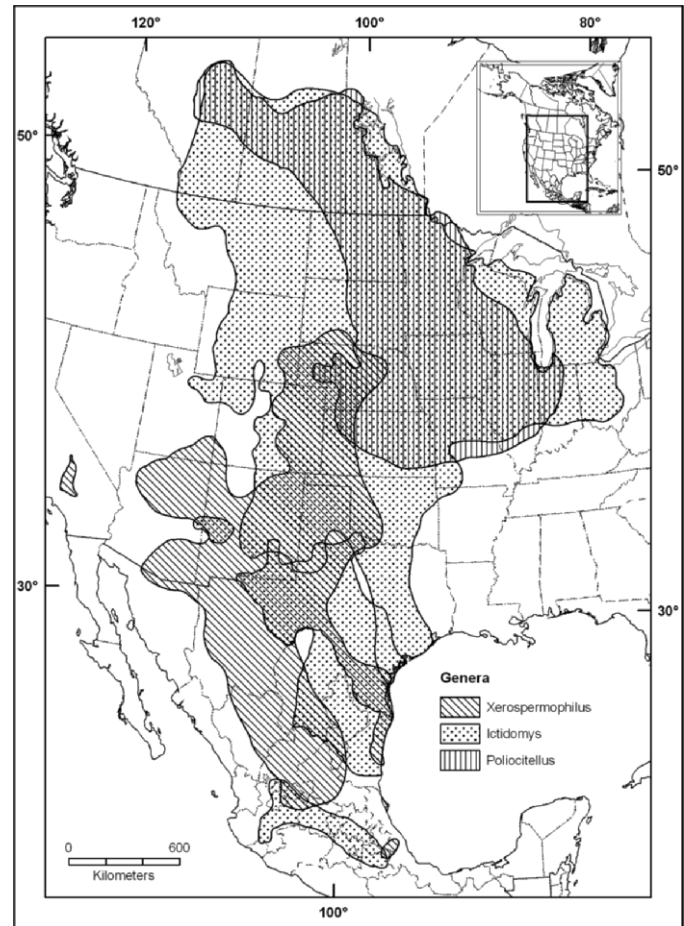 120° 100° 80°
50° 50°
30° 30°
Genera
Xerospermophilus
Ictidomys
Poliocitellus
0 600
Kilometers
100°